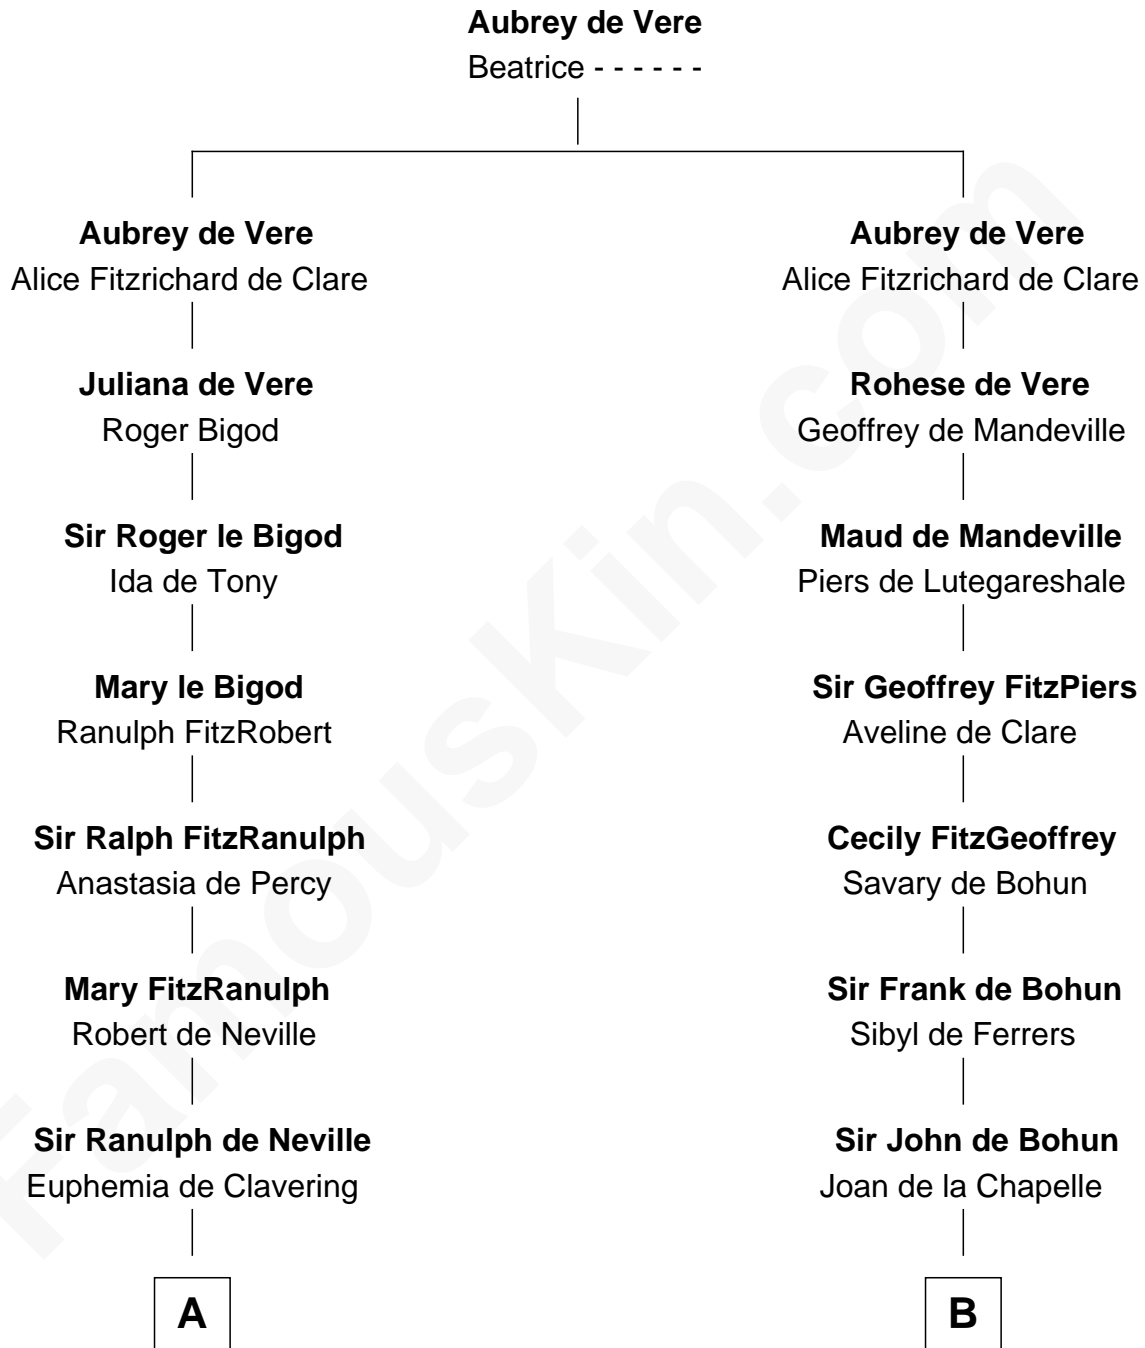 Aubrey de Vere
Beatrice - - - - - -
Aubrey de Vere
Alice Fitzrichard de Clare
Juliana de Vere
Roger Bigod
Sir Roger le Bigod
Ida de Tony
Mary le Bigod
Ranulph FitzRobert
Sir Ralph FitzRanulph
Anastasia de Percy
Mary FitzRanulph
Robert de Neville
Sir Ranulph de Neville
Euphemia de Clavering
A
Aubrey de Vere
Alice Fitzrichard de Clare
Rohese de Vere
Geoffrey de Mandeville
Maud de Mandeville
Piers de Lutegareshale
Sir Geoffrey FitzPiers
Aveline de Clare
Cecily FitzGeoffrey
Savary de Bohun
Sir Frank de Bohun
Sibyl de Ferrers
Sir John de Bohun
Joan de la Chapelle
B
FamousKin.com